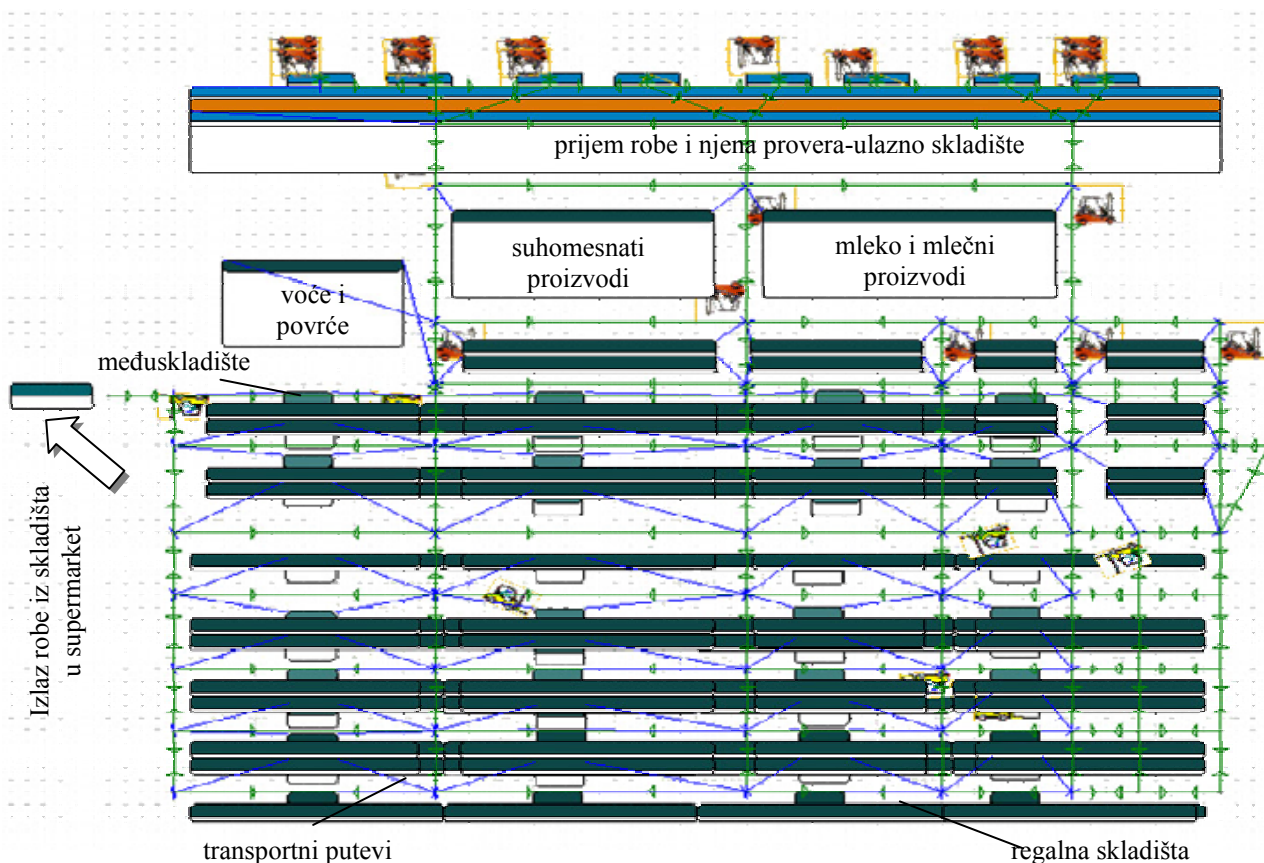 prijem robe i njena provera-ulazno skladište
suhomesnati
proizvodi
mleko i mlečni
proizvodi
voće i
povrće
međuskladište
Izlaz robe iz skladišta
u supermarket
transportni putevi
regalna skladišta